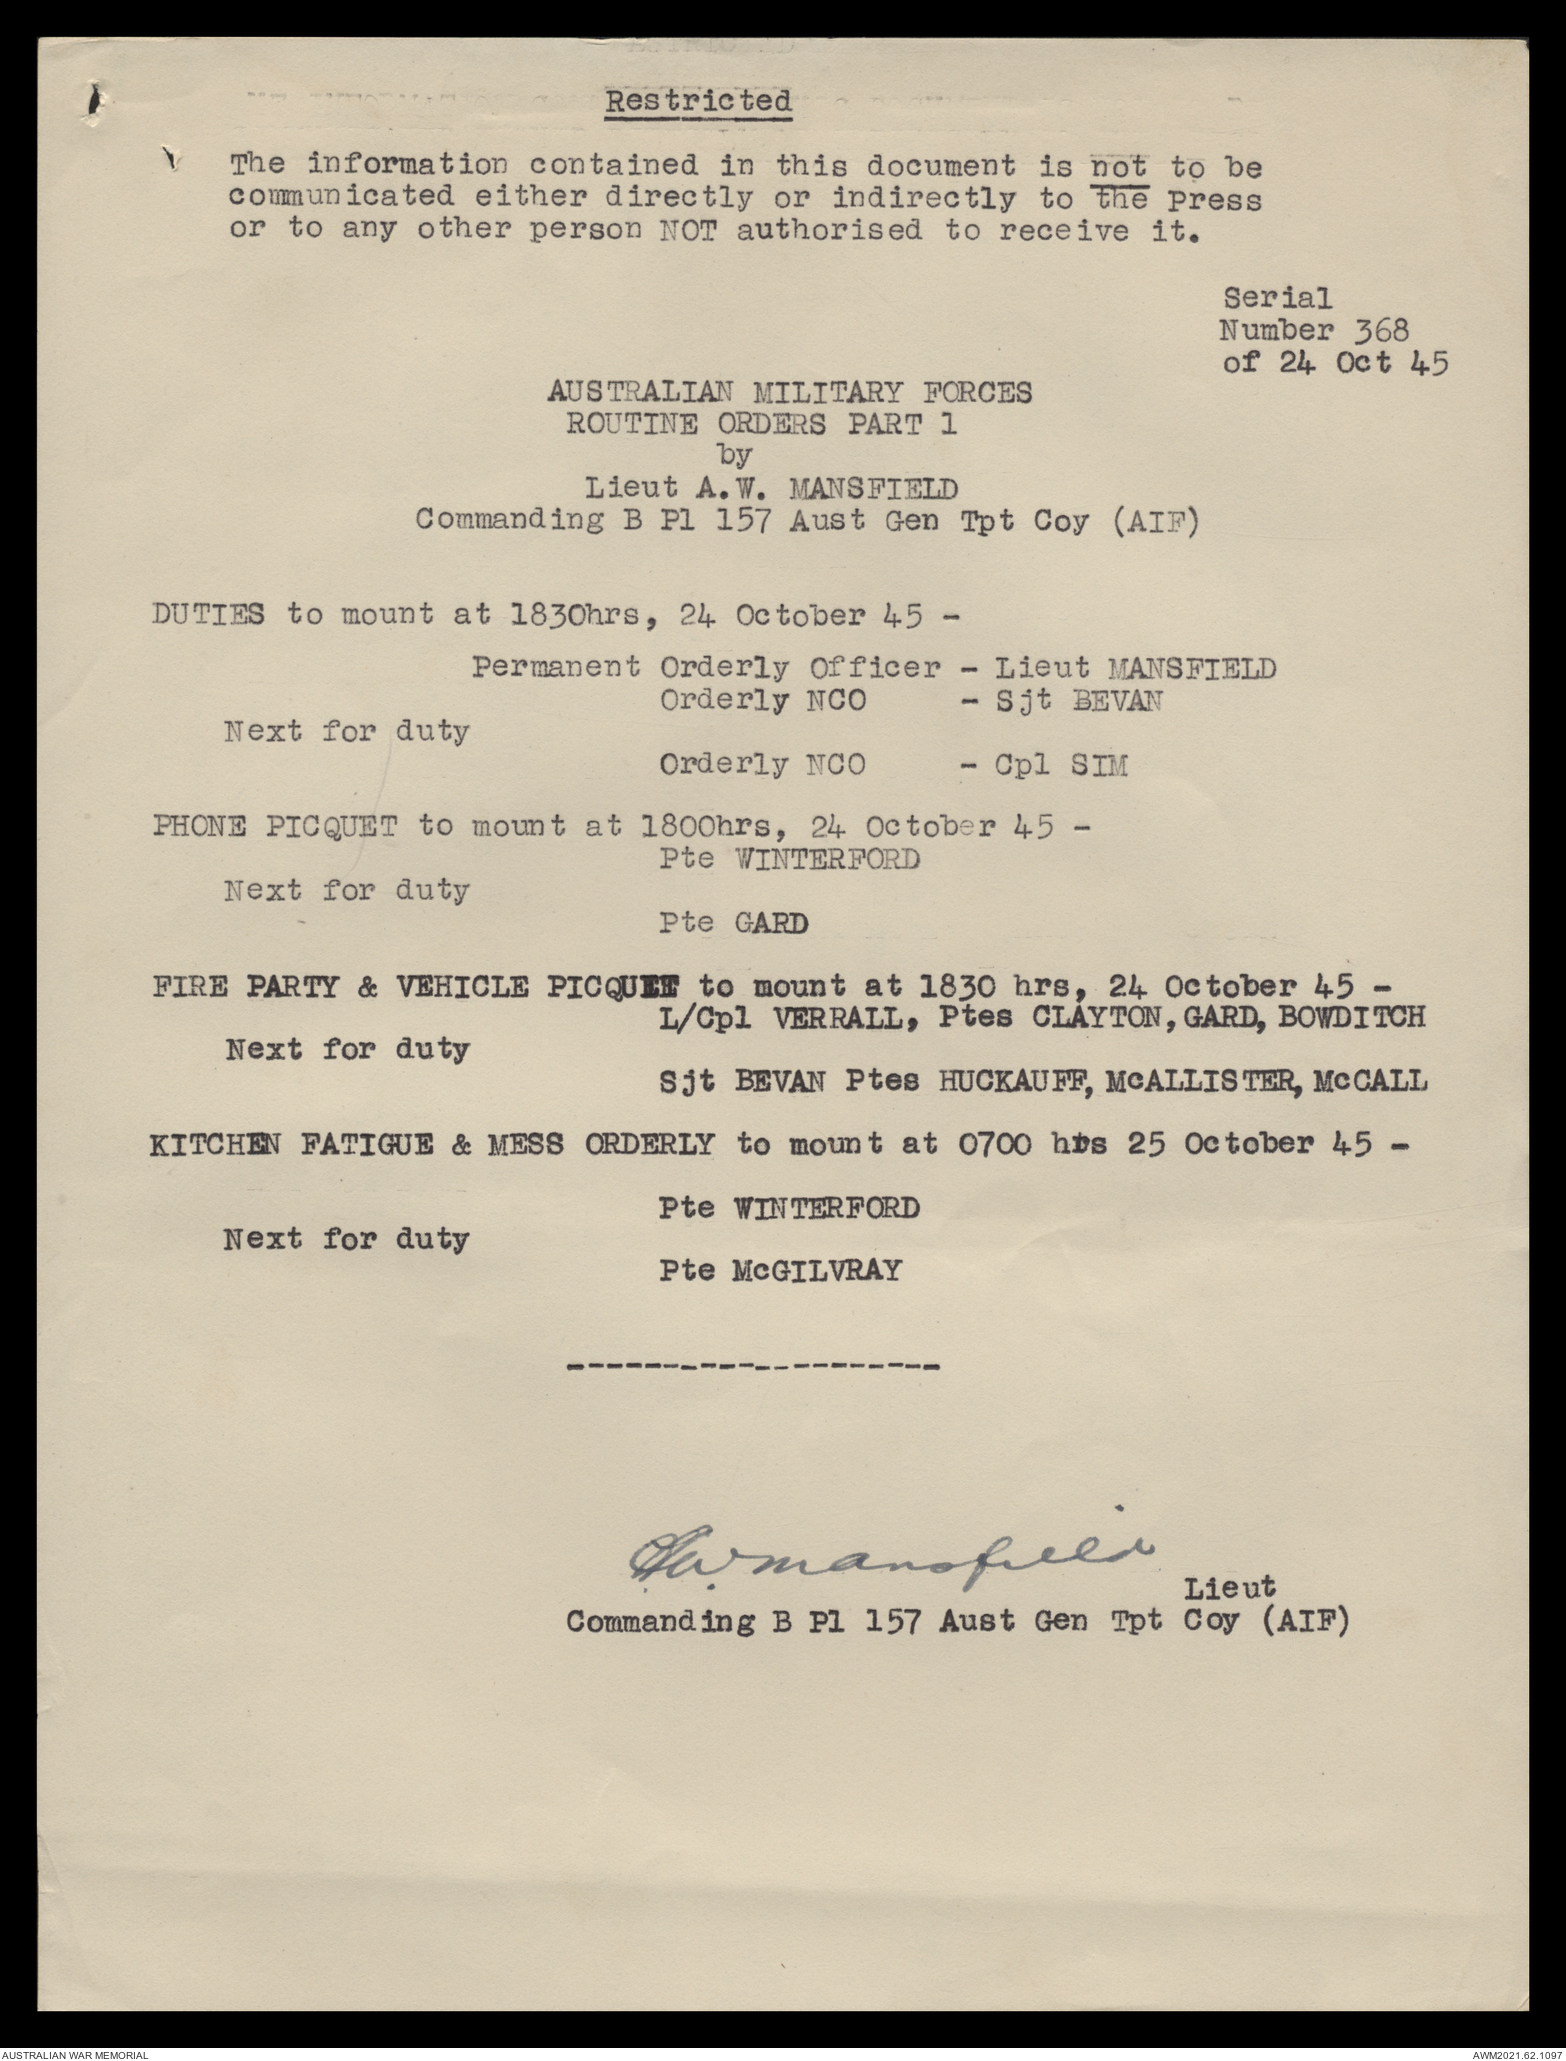 Restricted
The information contained in this document is not to be
communicated either directly or indirectly to the Press
or to any other person NOT authorised to receive it.
Serial
Number 368
of 24 Oct 45
AUSTRALIAN MILITARY FORCES
ROUTINE ORDERS PART 1
by
Lieut A.W. MANSFIELD
Commanding B Pl 157 Aust Gen Tpt Coy (AIF)
DUTIES to mount at 1830hrs, 24 October 45 -
Permanent Orderly Officer - Lieut MANSFIELD
Orderly NCO - Sjt BEVAN
Next for duty
Orderly NCO - Cpl SIM
PHONE PICQUET to mount at 1800hrs, 24 October 45 -
Pte WINTERFORD
Next for duty
Pte GARD
FIRE PARTY & VEHICLE PICQUET to mount at 1830 hrs, 24 October 45 -
L/Cpl VERRALL, Ptes CLAYTON, GARD, BOWDITCH
Next for duty
Sjt BEVAN Ptes HUCKAUFF, McALLISTER, McCALL
KITCHEN FATIGUE & MESS ORDERLY to mount at 0700 hrs 25 October 45 -
Pte WINTERFORD
Next for duty
Pte McGILVRAY
--------------------
A.W. Mansfield
Lieut
Commanding B Pl 157 Aust Gen Tpt Coy (AIF)
AUSTRALIAN WAR MEMORIAL
AWM2021.62.1097